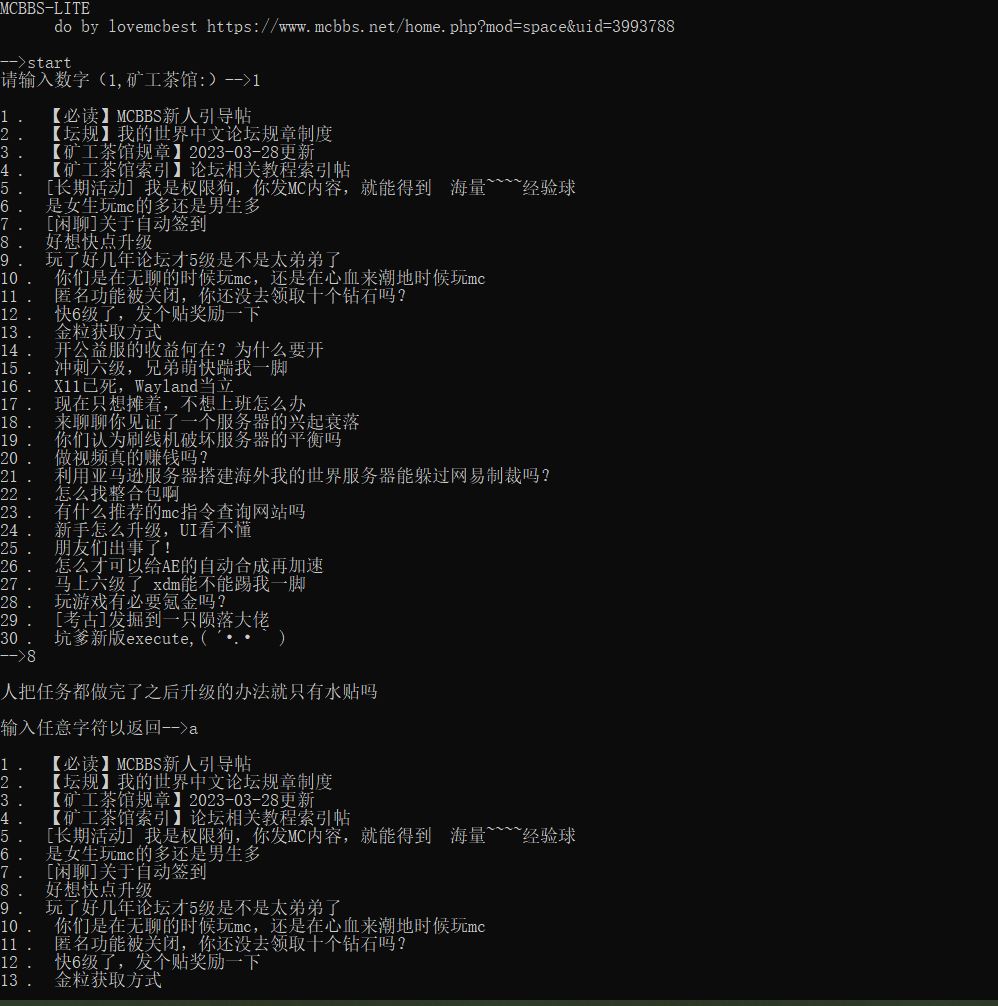 MCBBS-LITE
do by lovemcbest https://www.mcbbs.net/home.php?mod=space&uid=3993788
-->start
请输入数字（1,矿工茶馆:）-->1
1 . 【必读】MCBBS新人引导帖
2 . 【坛规】我的世界中文论坛规章制度
3 . 【矿工茶馆规章】2023-03-28更新
4 . 【矿工茶馆索引】论坛相关教程索引帖
5 . [长期活动] 我是权限狗，你发MC内容，就能得到  海量~~~~经验球
6 . 是女生玩mc的多还是男生多
7 . [闲聊]关于自动签到
8 . 好想快点升级
9 . 玩了好几年论坛才5级是不是太弟弟了
10 . 你们是在无聊的时候玩mc，还是在心血来潮地时候玩mc
11 . 匿名功能被关闭，你还没去领取十个钻石吗？
12 . 快6级了，发个贴奖励一下
13 . 金粒获取方式
14 . 开公益服的收益何在？为什么要开
15 . 冲刺六级，兄弟萌快踹我一脚
16 . X11已死，Wayland当立
17 . 现在只想摊着，不想上班怎么办
18 . 来聊聊你见证了一个服务器的兴起衰落
19 . 你们认为刷线机破坏服务器的平衡吗
20 . 做视频真的赚钱吗？
21 . 利用亚马逊服务器搭建海外我的世界服务器能躲过网易制裁吗？
22 . 怎么找整合包啊
23 . 有什么推荐的mc指令查询网站吗
24 . 新手怎么升级，UI看不懂
25 . 朋友们出事了！
26 . 怎么才可以给AE的自动合成再加速
27 . 马上六级了 xdm能不能踢我一脚
28 . 玩游戏有必要氪金吗？
29 . [考古]发掘到一只陨落大佬
30 . 坑爹新版execute,( ´•.• ` )
-->8
人把任务都做完了之后升级的办法就只有水贴吗
输入任意字符以返回-->a
1 . 【必读】MCBBS新人引导帖
2 . 【坛规】我的世界中文论坛规章制度
3 . 【矿工茶馆规章】2023-03-28更新
4 . 【矿工茶馆索引】论坛相关教程索引帖
5 . [长期活动] 我是权限狗，你发MC内容，就能得到  海量~~~~经验球
6 . 是女生玩mc的多还是男生多
7 . [闲聊]关于自动签到
8 . 好想快点升级
9 . 玩了好几年论坛才5级是不是太弟弟了
10 . 你们是在无聊的时候玩mc，还是在心血来潮地时候玩mc
11 . 匿名功能被关闭，你还没去领取十个钻石吗？
12 . 快6级了，发个贴奖励一下
13 . 金粒获取方式